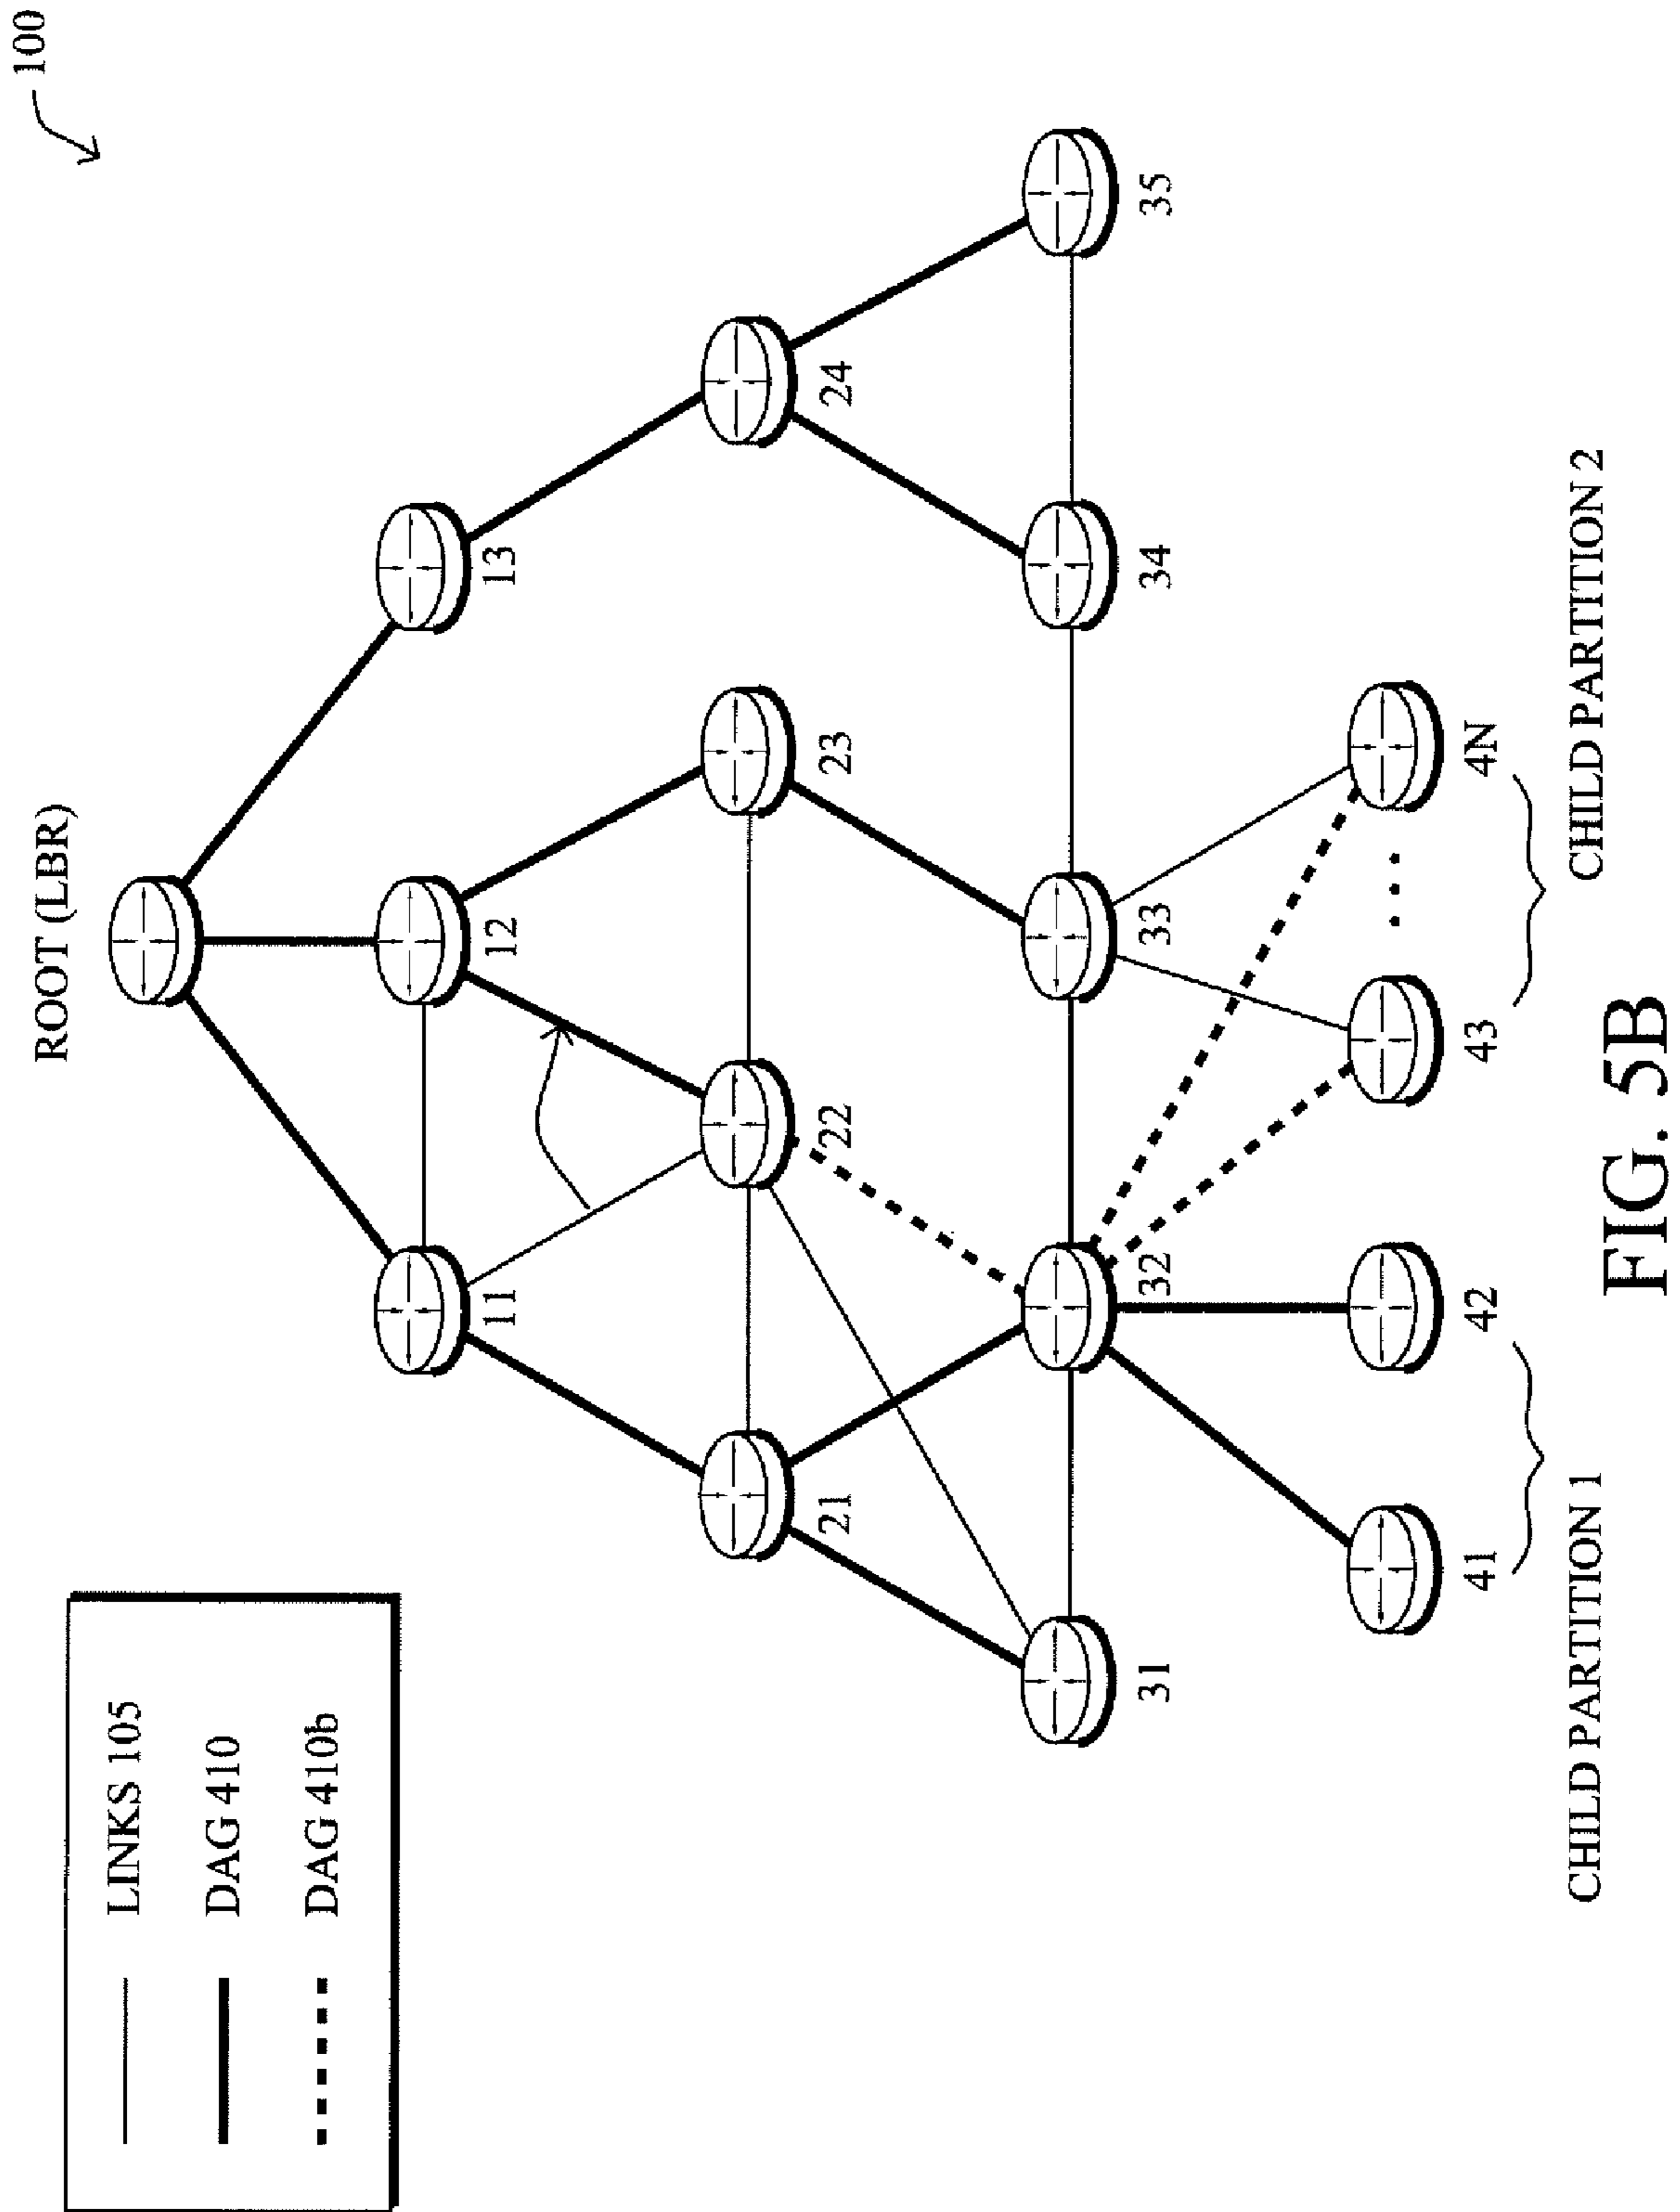 100
LINKS 105
DAG 410
DAG 410b
ROOT (LBR)
11
12
13
21
22
23
24
31
32
33
34
35
41
42
43
4N
CHILD PARTITION 1
CHILD PARTITION 2
FIG. 5B